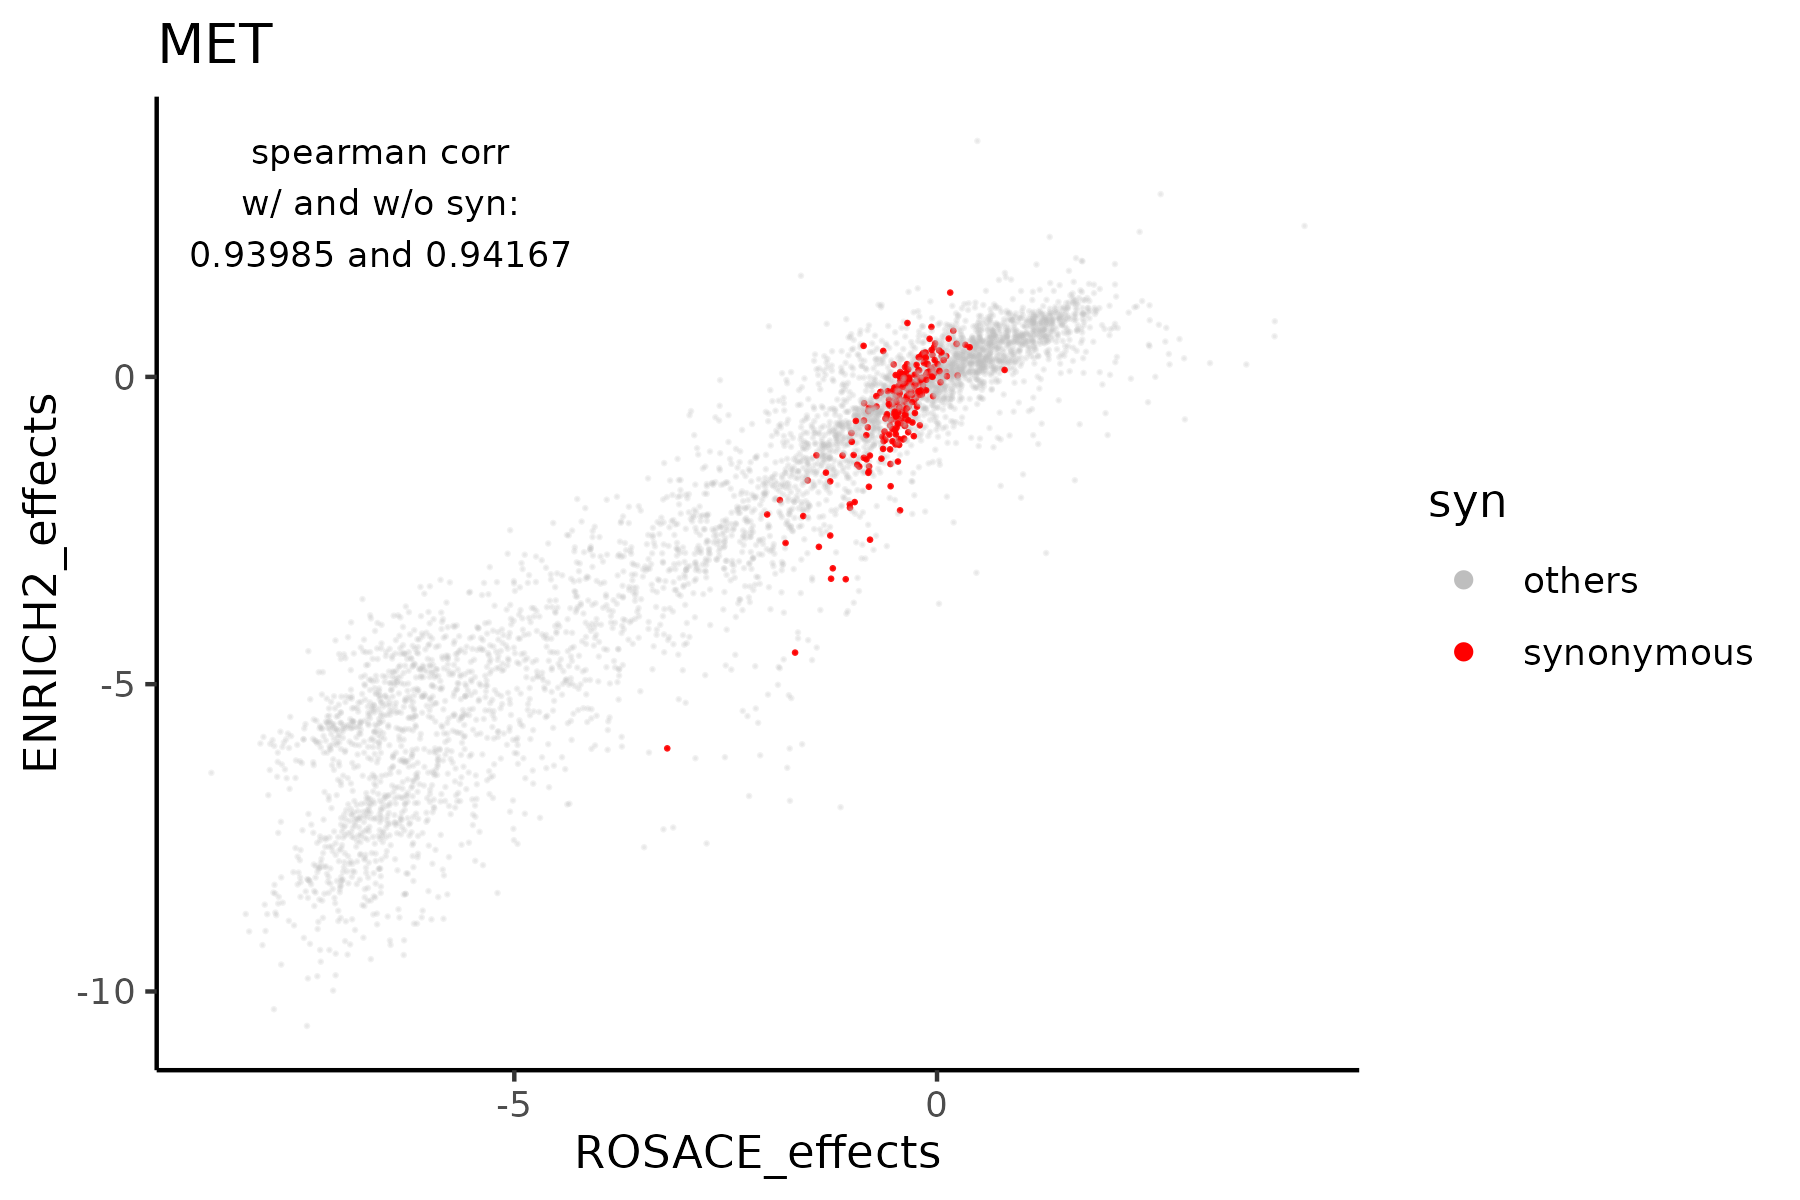 MET
spearman corr
w/ and w/o syn:
0.93985 and 0.94167
ENRICH2_effects
0
-5
-10
-5
0
ROSACE_effects
syn
others
synonymous